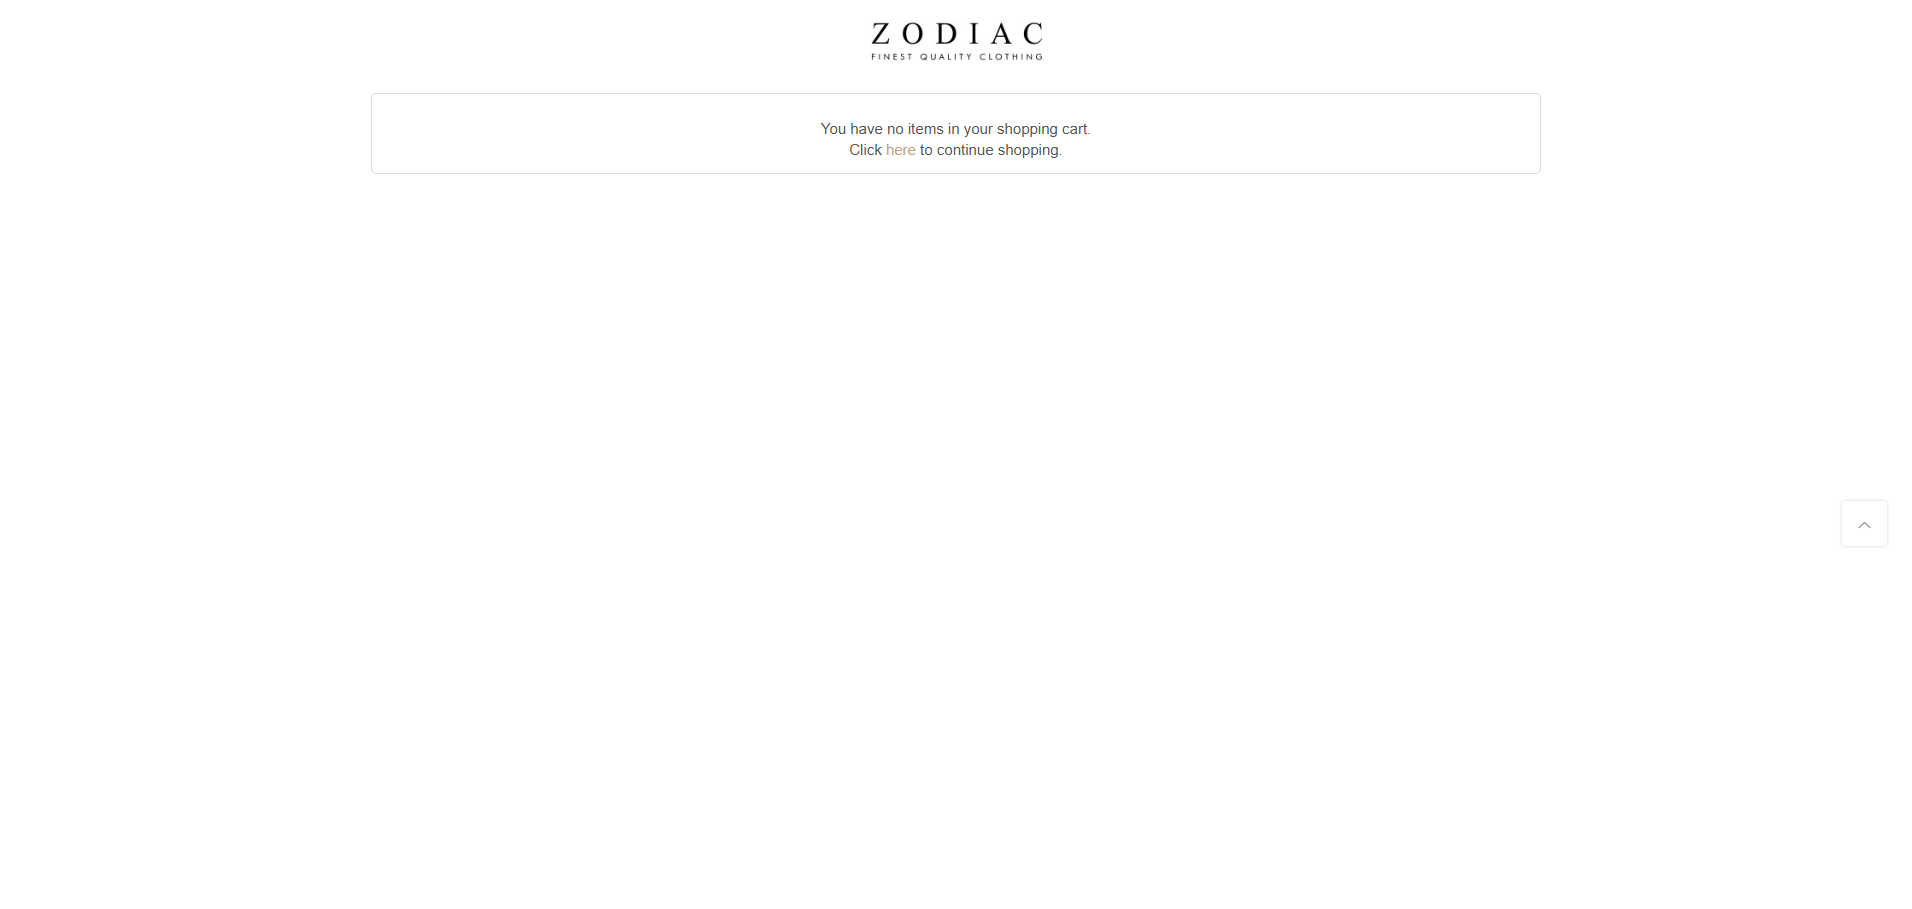 ZODIAC
FINEST QUALITY CLOTHING
You have no items in your shopping cart.
Click here to continue shopping.